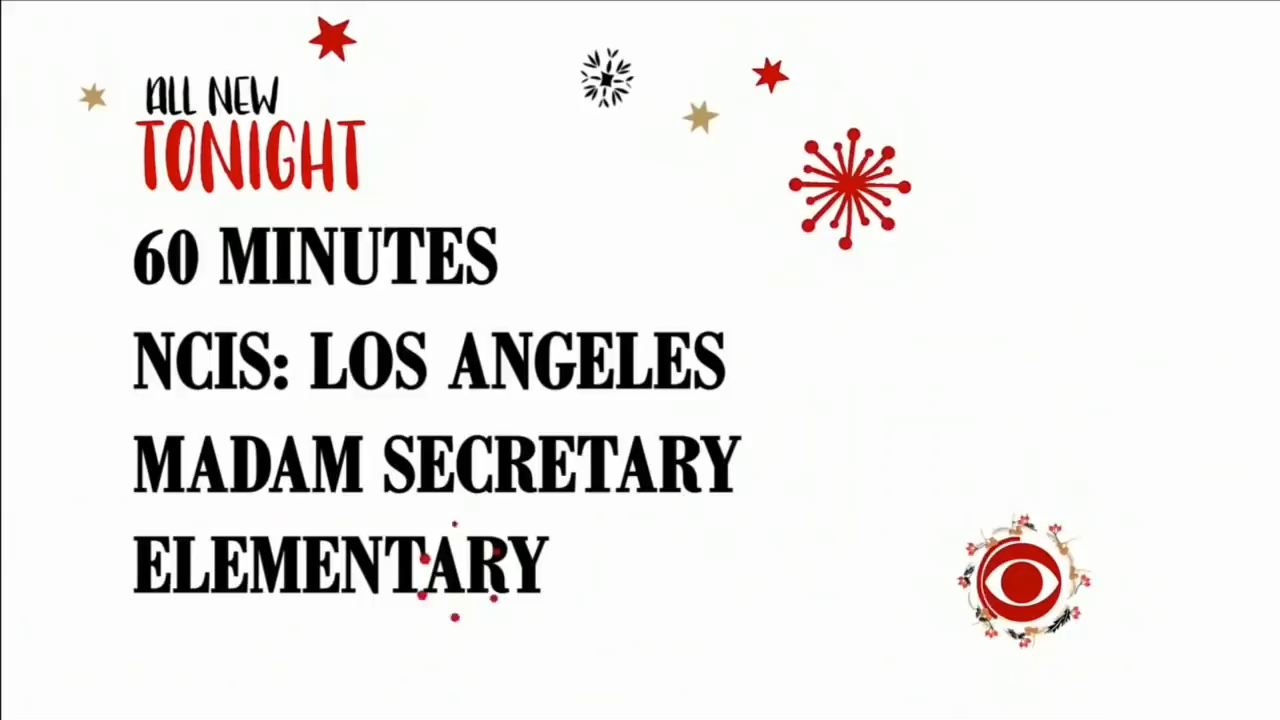 ALL NEW
TONIGHT
60 MINUTES
NCIS: LOS ANGELES
MADAM SECRETARY
ELEMENTARY